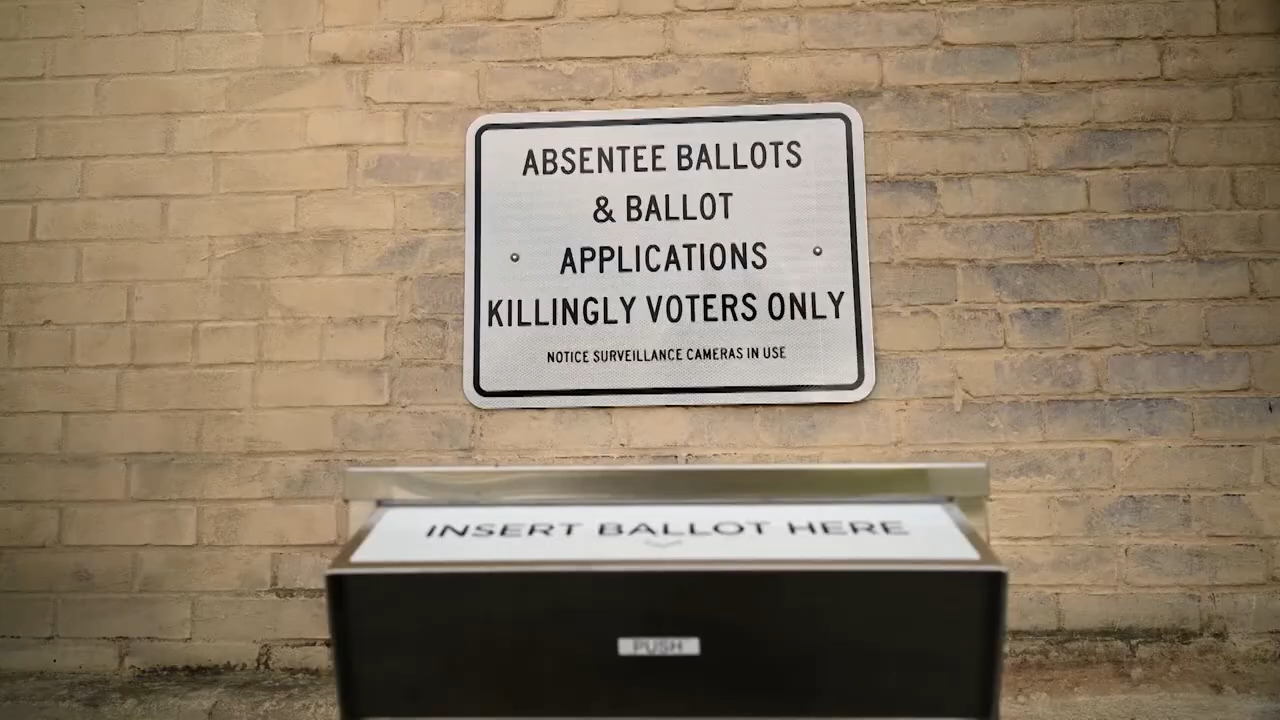 ABSENTEE BALLOTS
& BALLOT
APPLICATIONS
KILLINGLY VOTERS ONLY
NOTICE SURVEILLANCE CAMERAS IN USE
INSERT BALLOT HERE
PUSH